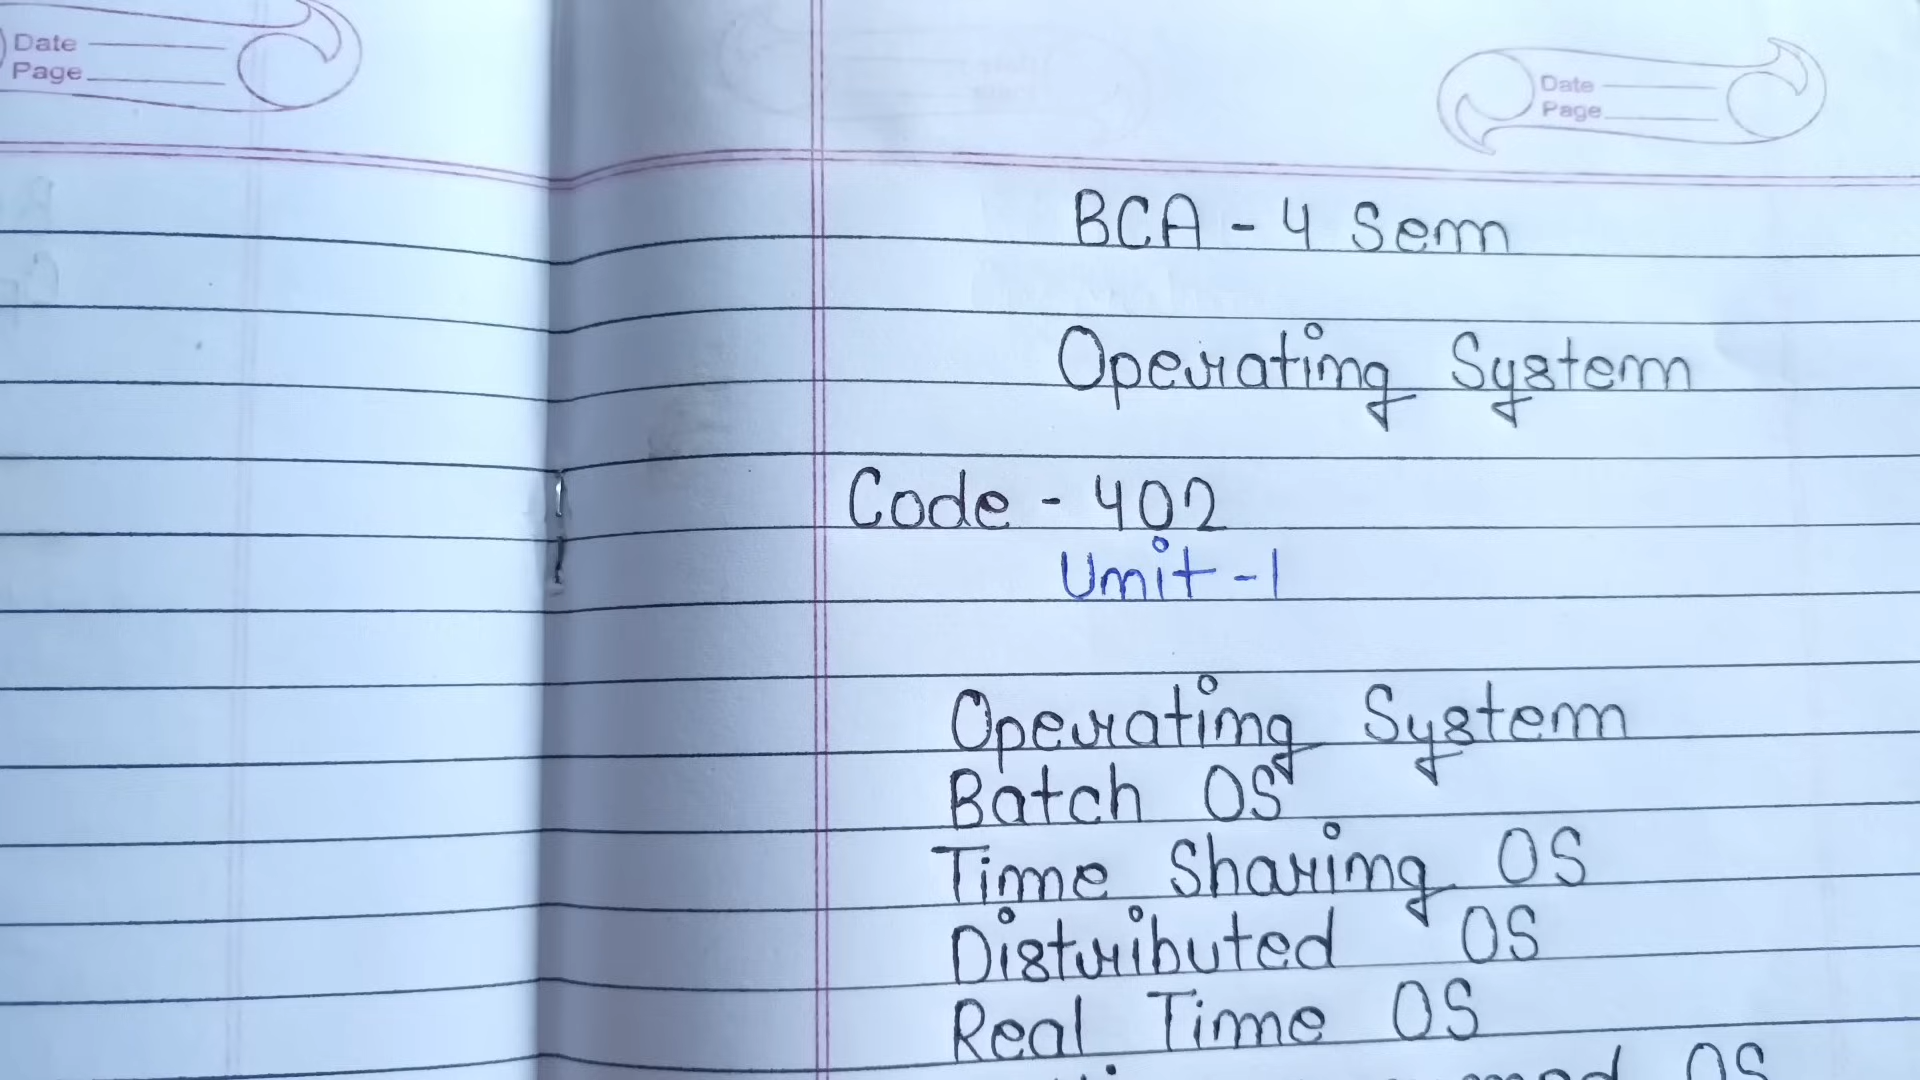 Date
Page
Date
Page
BCA - 4 Sem
Operating System
Code - 402
Unit - 1
Operating System
Batch OS
Time Sharing OS
Distributed OS
Real Time OS
OS